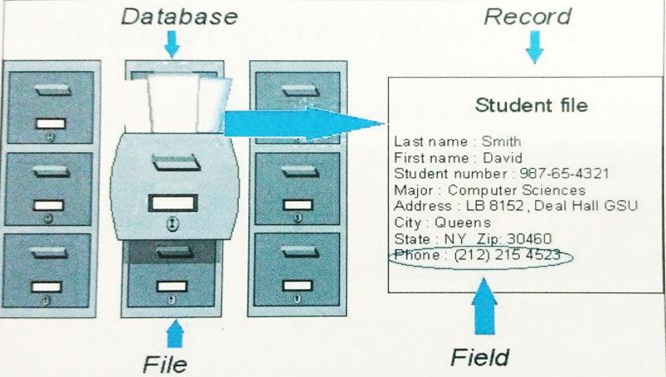 Database
Record
Student file
Last name : Smith
First name : David
Student number : 987-65-4321
Major : Computer Sciences
Address : LB 8152, Deal Hall GSU
City : Queens
State : NY Zip: 30460
Phone : (212) 215 4523
File
Field